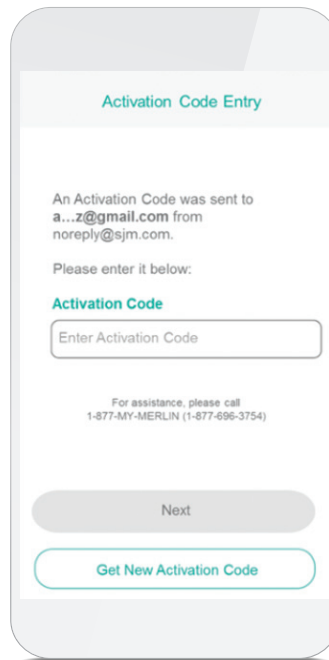 Activation Code Entry
An Activation Code was sent to
a...z@gmail.com from
noreply@sjm.com.
Please enter it below:
Activation Code
Enter Activation Code
For assistance, please call
1-877-MY-MERLIN (1-877-696-3754)
Next
Get New Activation Code